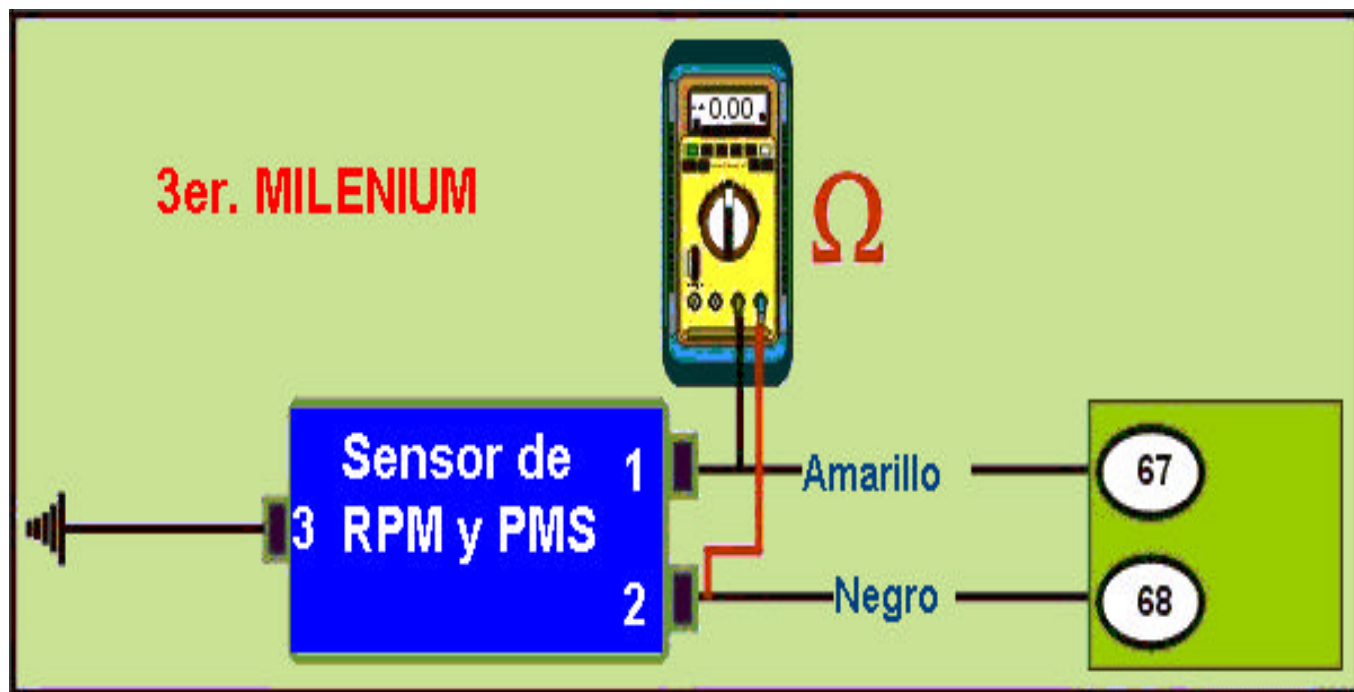 -0.00
3er. MILENIUM
Ω
Sensor de
RPM y PMS
1
2
3
Amarillo
Negro
67
68